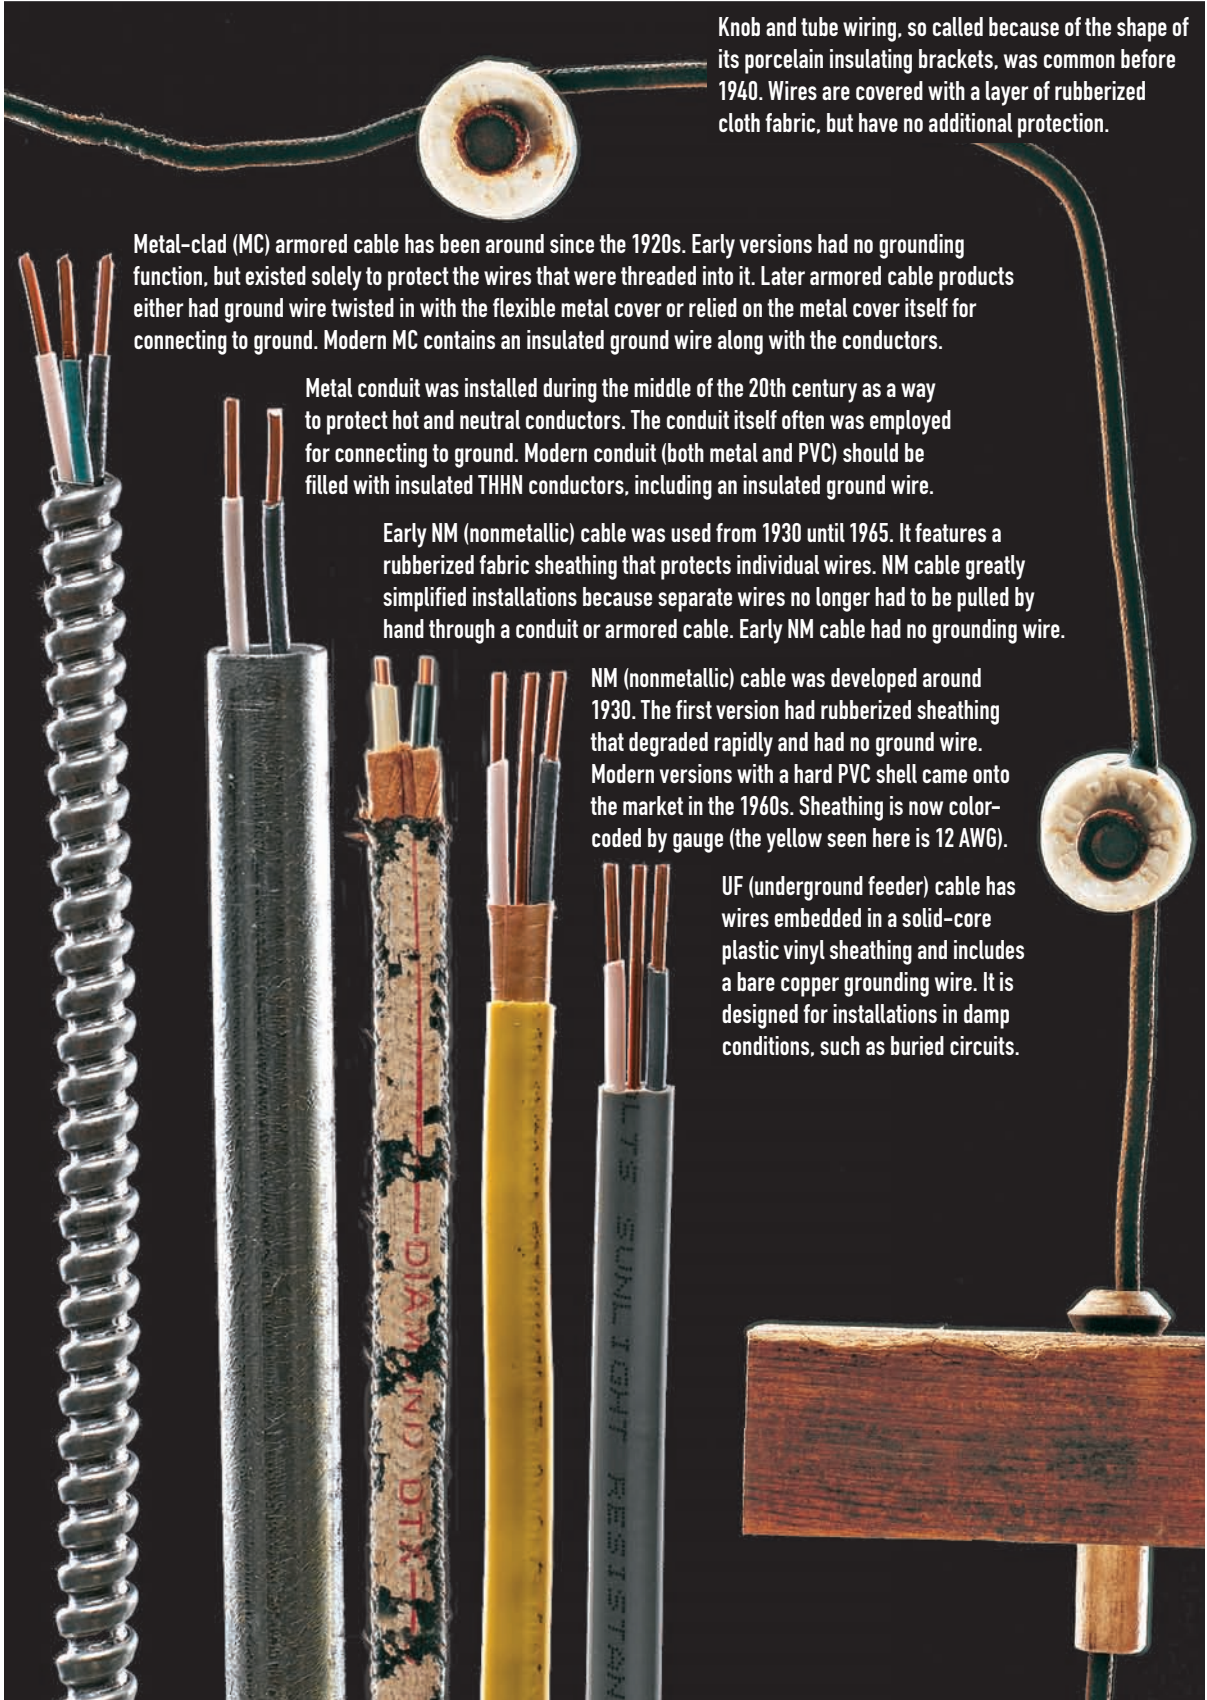 Knob and tube wiring, so called because of the shape of
its porcelain insulating brackets, was common before
1940. Wires are covered with a layer of rubberized
cloth fabric, but have no additional protection.
Metal-clad (MC) armored cable has been around since the 1920s. Early versions had no grounding
function, but existed solely to protect the wires that were threaded into it. Later armored cable products
either had ground wire twisted in with the flexible metal cover or relied on the metal cover itself for
connecting to ground. Modern MC contains an insulated ground wire along with the conductors.
Metal conduit was installed during the middle of the 20th century as a way
to protect hot and neutral conductors. The conduit itself often was employed
for connecting to ground. Modern conduit (both metal and PVC) should be
filled with insulated THHN conductors, including an insulated ground wire.
Early NM (nonmetallic) cable was used from 1930 until 1965. It features a
rubberized fabric sheathing that protects individual wires. NM cable greatly
simplified installations because separate wires no longer had to be pulled by
hand through a conduit or armored cable. Early NM cable had no grounding wire.
NM (nonmetallic) cable was developed around
1930. The first version had rubberized sheathing
that degraded rapidly and had no ground wire.
Modern versions with a hard PVC shell came onto
the market in the 1960s. Sheathing is now color-
coded by gauge (the yellow seen here is 12 AWG).
UF (underground feeder) cable has
wires embedded in a solid-core
plastic vinyl sheathing and includes
a bare copper grounding wire. It is
designed for installations in damp
conditions, such as buried circuits.
SUNLIGHT RESISTAN